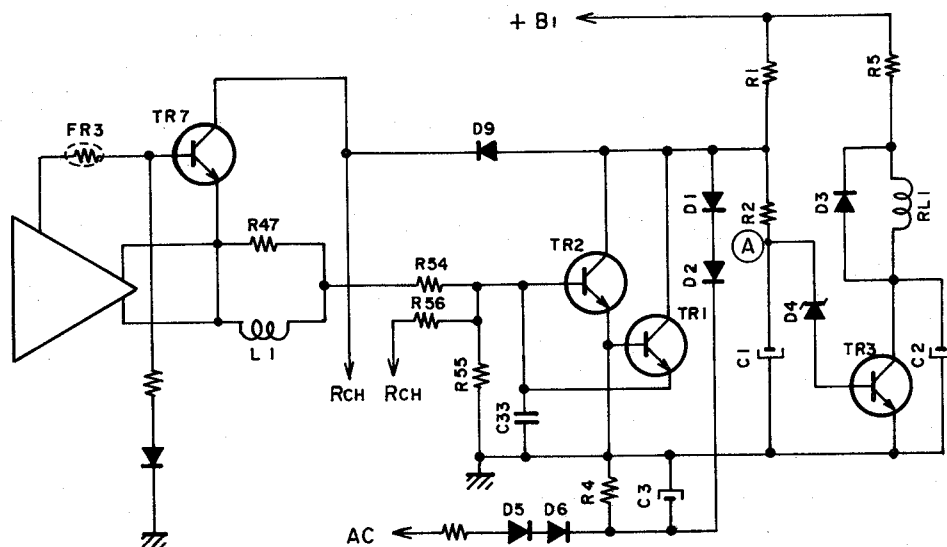 + B1
R1
R5
TR7
FR3
D9
D1
R2
D3
RL1
R47
TR2
A
R54
D2
R56
D4
TR1
L1
C1
TR3
C2
R55
RCH
RCH
C33
R4
C3
D5
D6
AC